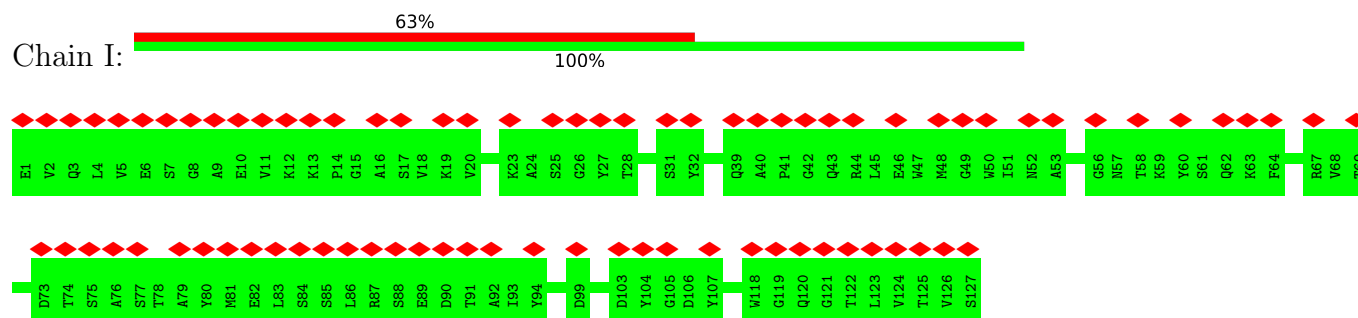 63%
Chain I:
100%
E1 V2 Q3 L4 V5 E6 S7 G8 A9 E10 V11 K12 K13 P14 G15 A16 S17 V18 K19 V20 K23 A24 S25 G26 Y27 T28 S31 Y32 Q39 A40 P41 G42 Q43 R44 L45 E46 W47 M48 G49 W50 I51 N52 A53 G56 N57 T58 K59 Y60 S61 Q62 K63 F64 R67 V68
D73 T74 S75 A76 S77 T78 A79 Y80 M81 E82 L83 S84 S85 L86 R87 S88 E89 D90 T91 A92 I93 Y94 D99 D103 Y104 G105 D106 Y107 W118 G119 Q120 G121 T122 L123 V124 T125 V126 S127